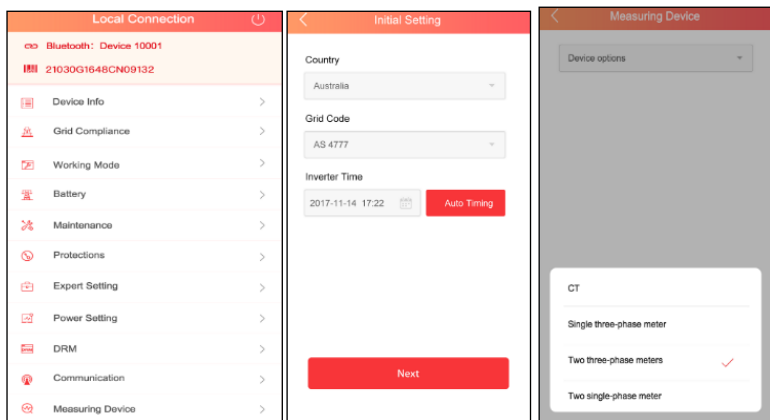 Local Connection
Bluetooth: Device 10001
21030G1648CN09132
Device Info
Grid Compliance
Working Mode
Battery
Maintenance
Protections
Expert Setting
Power Setting
DRM
Communication
Measuring Device
Initial Setting
Country
Australia
Grid Code
AS 4777
Inverter Time
2017-11-14 17:22
Auto Timing
Next
Measuring Device
Device options
CT
Single three-phase meter
Two three-phase meters
Two single-phase meter